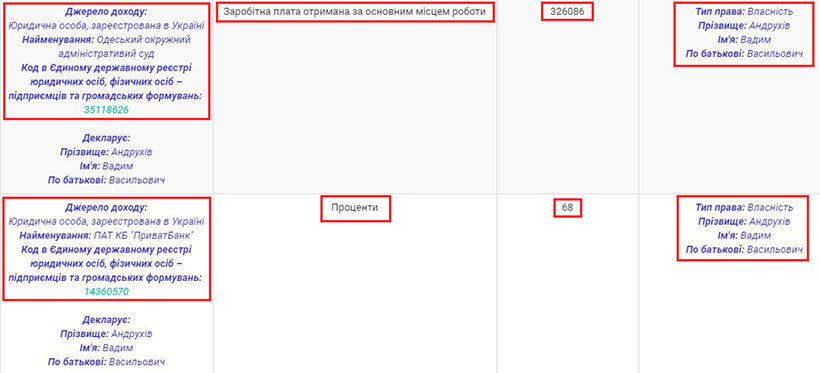 Джерело доходу:
Юридична особа, зареєстрована в Україні
Найменування: Одеський окружний
адміністративий суд
Код в Єдиному державному реєстрі
юридичних осіб, фізичних осіб –
підприємців та громадських формувань:
35118626
Декларує:
Прізвище: Андрухів
Ім'я: Вадим
По батькові: Васильович
Заробітна плата отримана за основним місцем роботи
326086
Тип права: Власність
Прізвище: Андрухів
Ім'я: Вадим
По батькові: Васильович
Джерело доходу:
Юридична особа, зареєстрована в Україні
Найменування: ПАТ КБ "ПриватБанк"
Код в Єдиному державному реєстрі
юридичних осіб, фізичних осіб –
підприємців та громадських формувань:
14360570
Декларує:
Прізвище: Андрухів
Ім'я: Вадим
По батькові: Васильович
Проценти
68
Тип права: Власність
Прізвище: Андрухів
Ім'я: Вадим
По батькові: Васильович